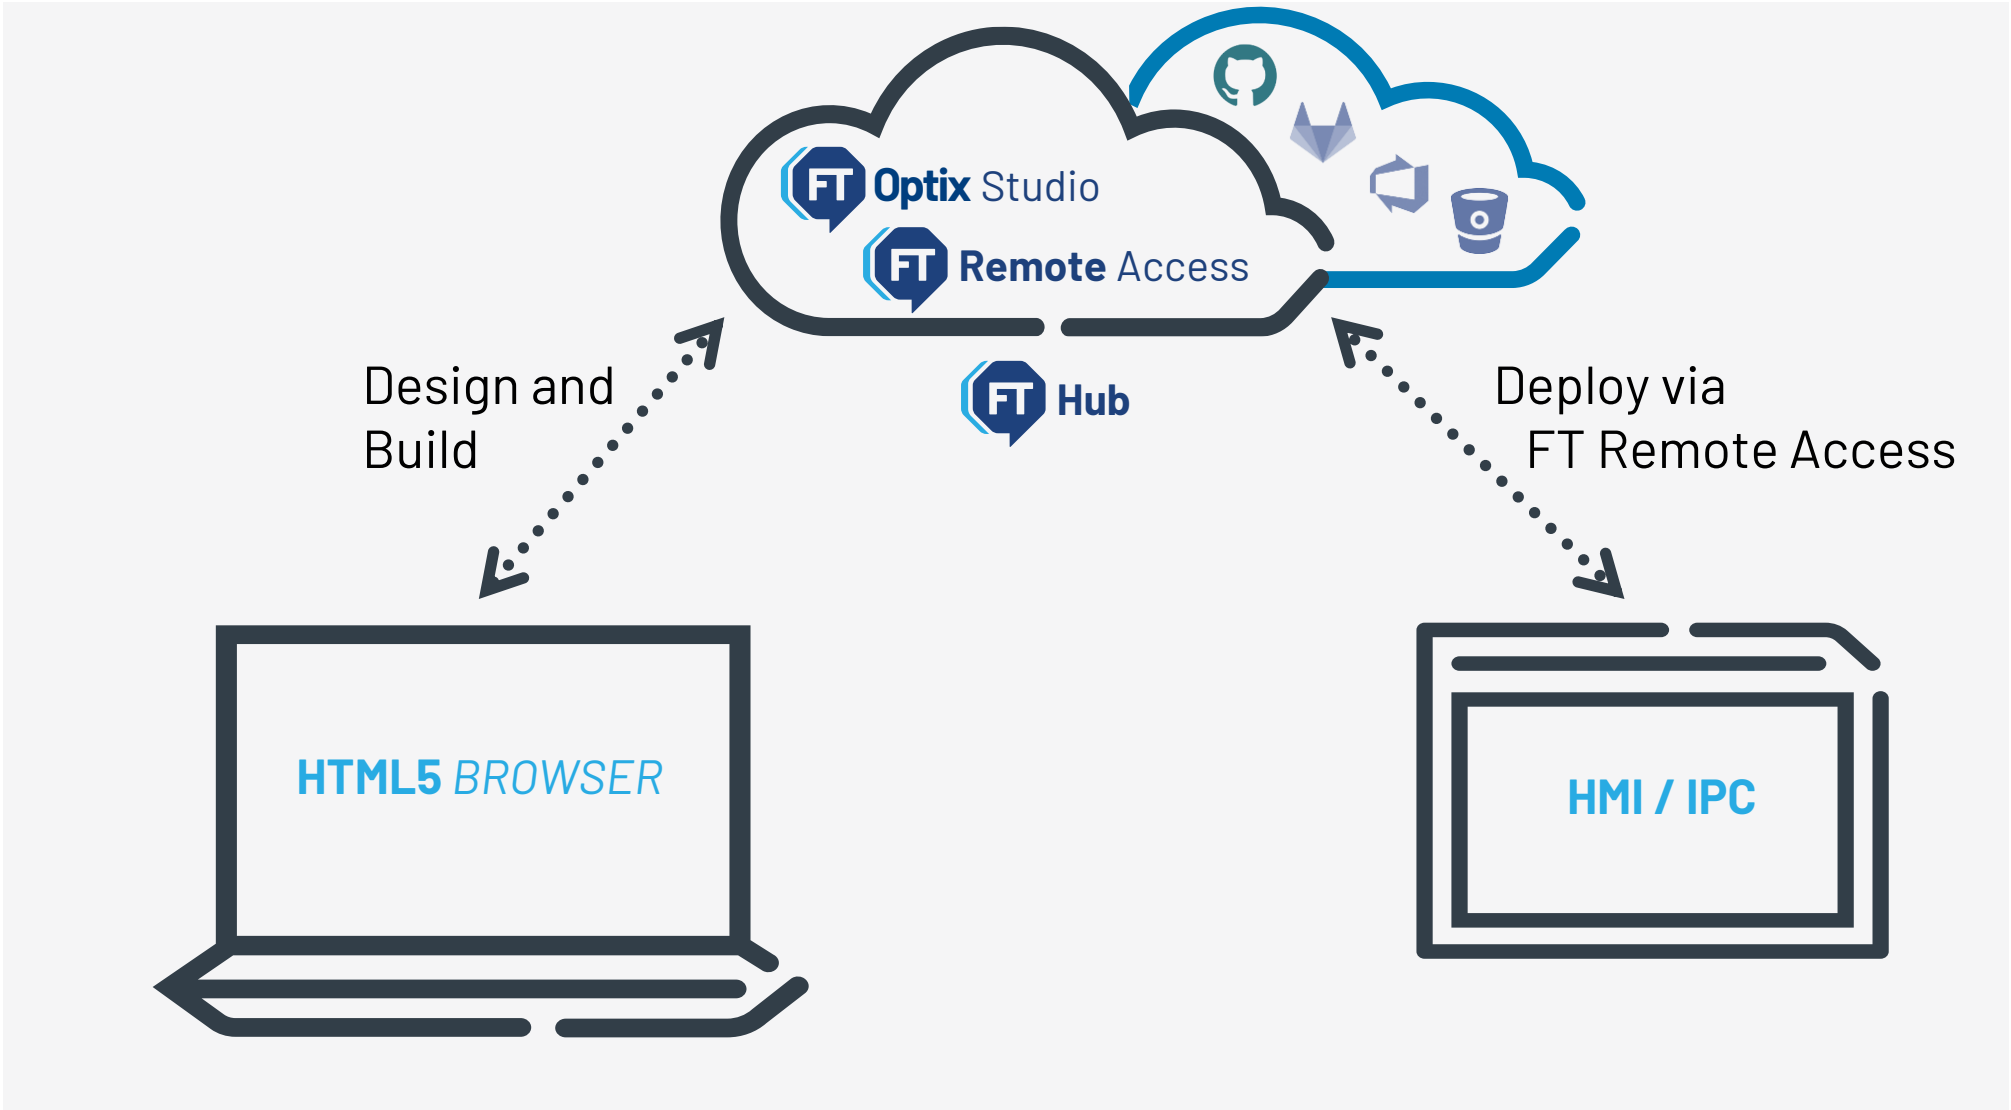 FT Optix Studio
FT Remote Access
FT Hub
Design and
Build
Deploy via
FT Remote Access
HTML5 BROWSER
HMI / IPC